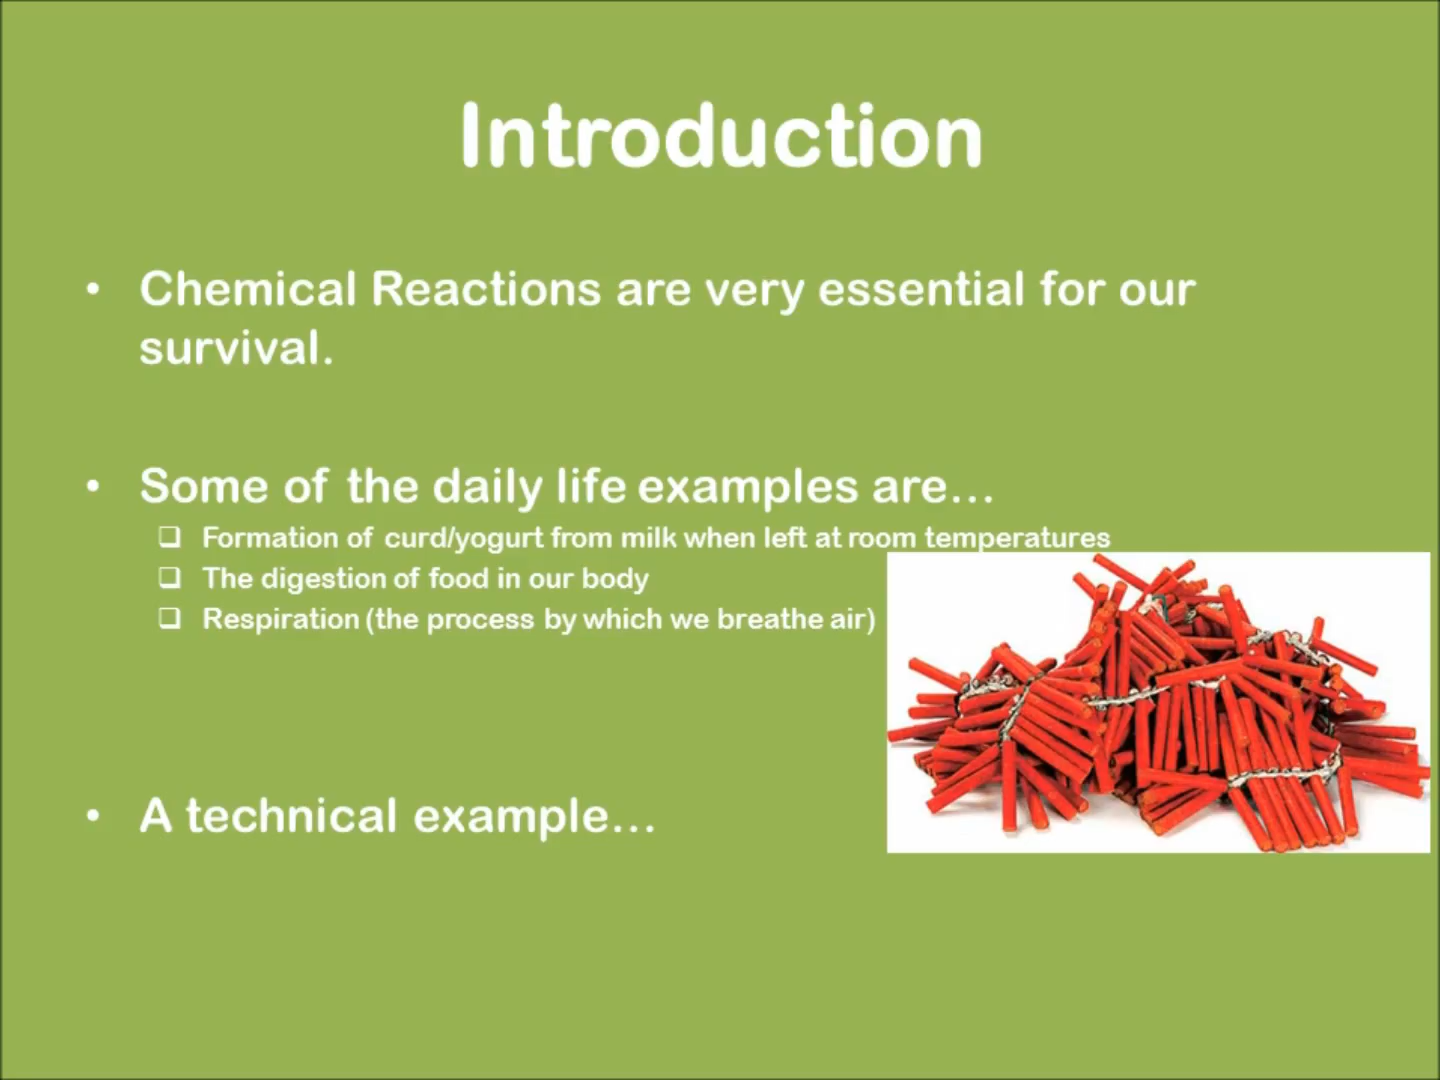 Introduction
• Chemical Reactions are very essential for our
survival.
• Some of the daily life examples are...
❑ Formation of curd/yogurt from milk when left at room temperatures
❑ The digestion of food in our body
❑ Respiration (the process by which we breathe air)
• A technical example...